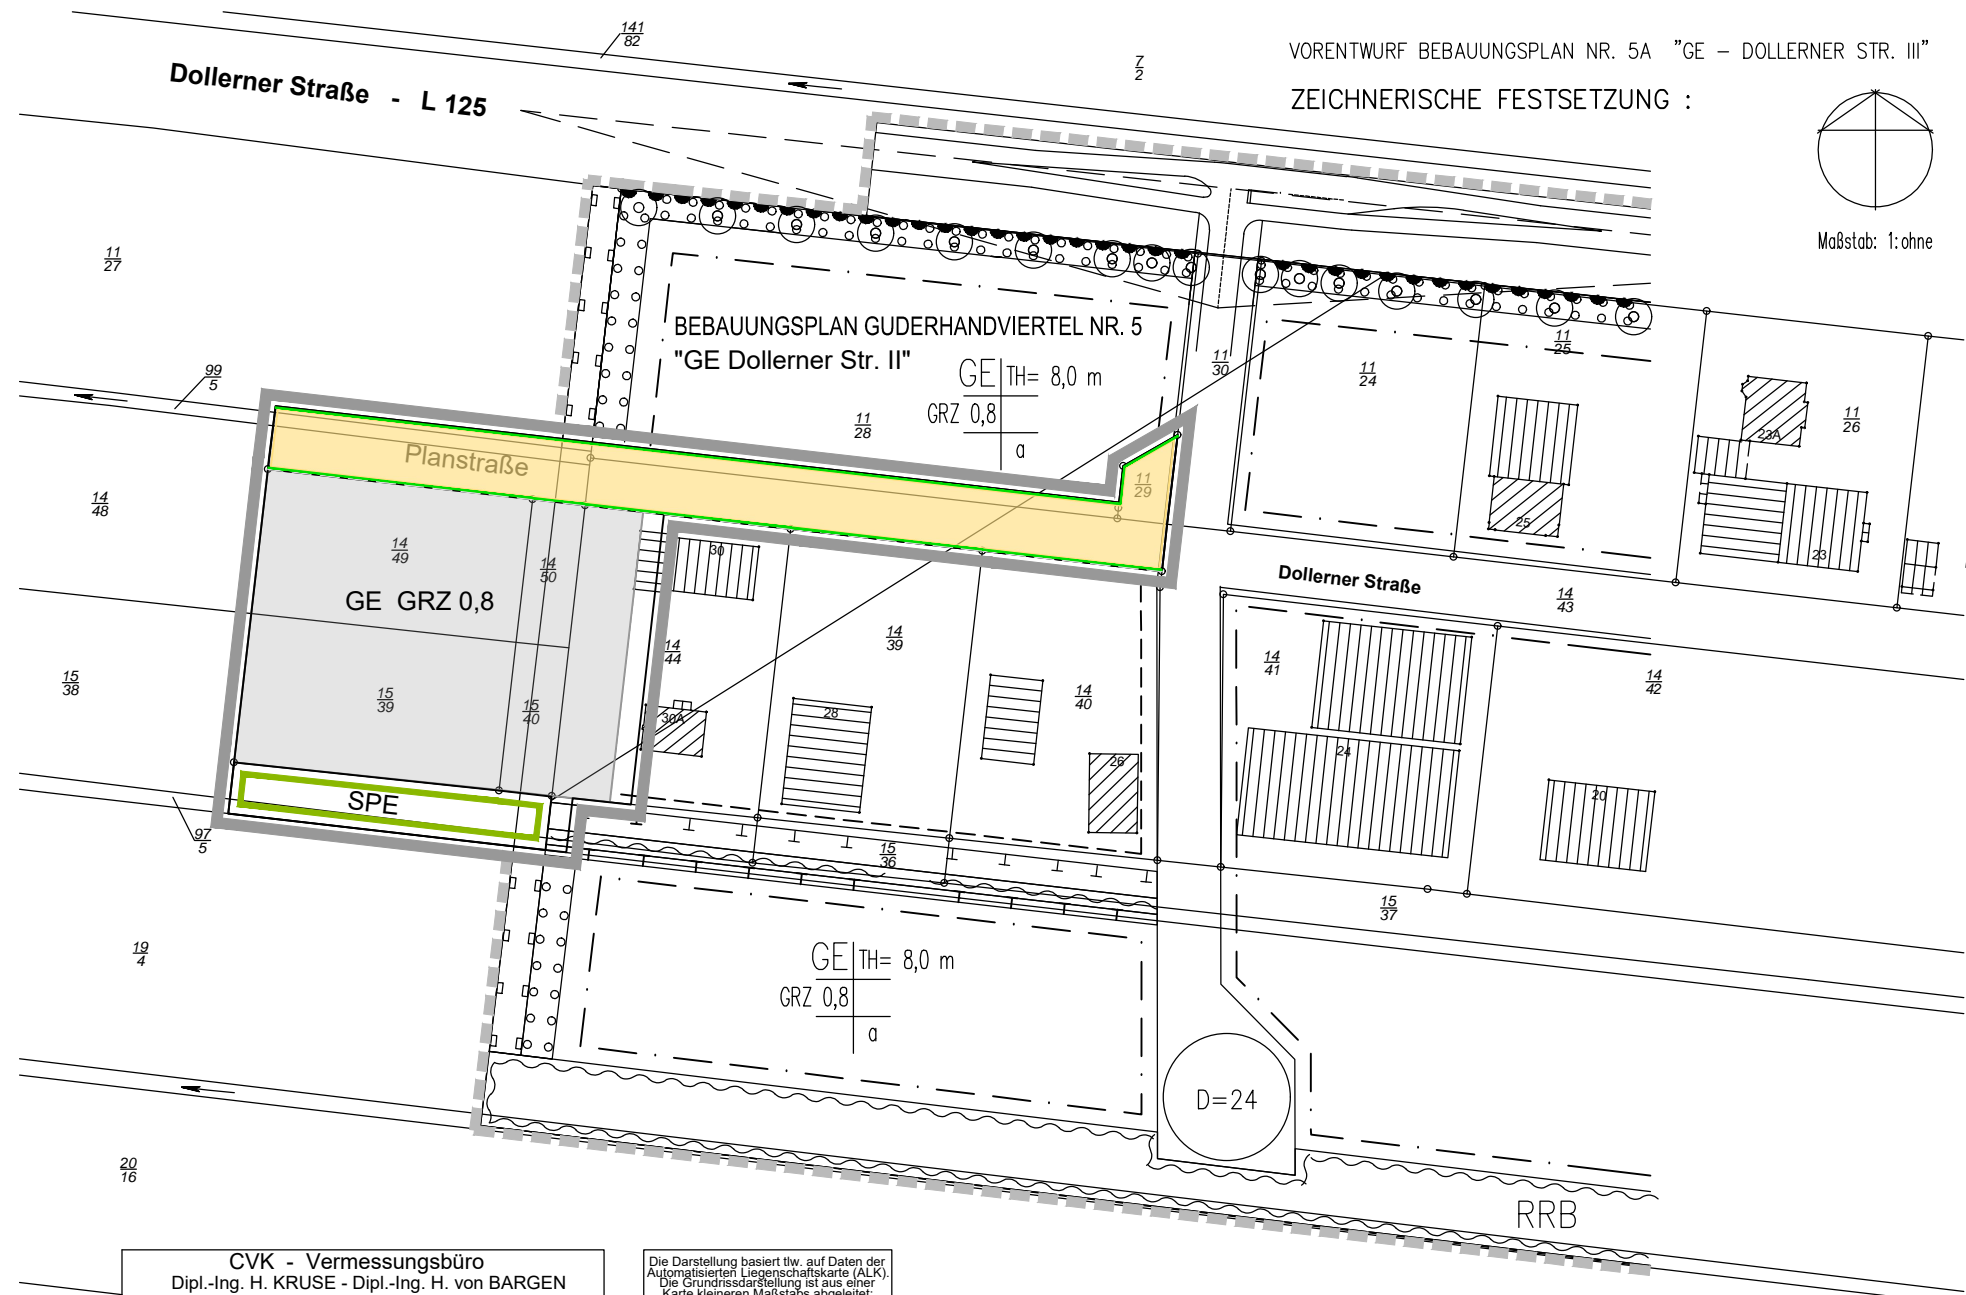 VORENTWURF BEBAUUNGSPLAN NR. 5A "GE – DOLLERNER STR. III"
ZEICHNERISCHE FESTSETZUNG :
Maßstab: 1:ohne
141
82
7
2
Dollerner Straße - L 125
11
27
BEBAUUNGSPLAN GUDERHANDVIERTEL NR. 5
"GE Dollerner Str. II"
GE TH= 8,0 m
GRZ 0,8
a
11
28
11
30
11
24
11
25
11
26
23A
23
25
99
5
Planstraße
11
29
14
48
14
49
14
50
GE GRZ 0,8
30
14
44
14
39
14
40
Dollerner Straße
14
43
14
41
14
42
15
38
15
39
15
40
30A
28
26
24
20
SPE
97
5
15
36
15
37
19
4
GE TH= 8,0 m
GRZ 0,8
a
D=24
20
16
RRB
CVK - Vermessungsbüro
Dipl.-Ing. H. KRUSE - Dipl.-Ing. H. von BARGEN
Die Darstellung basiert tlw. auf Daten der
Automatisierten Liegenschaftskarte (ALK).
Die Grundrissdarstellung ist aus einer
Karte kleineren Maßstabs abgeleitet;